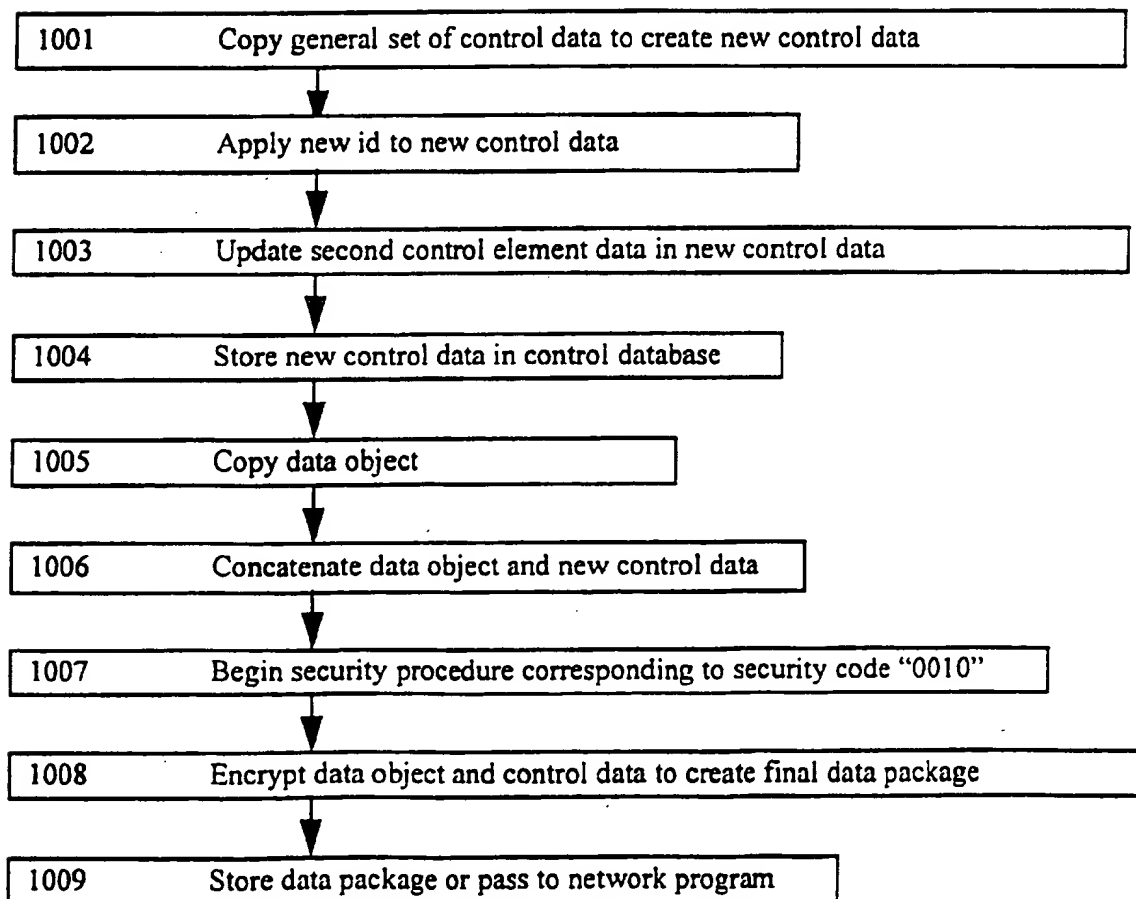 1001 Copy general set of control data to create new control data
1002 Apply new id to new control data
1003 Update second control element data in new control data
1004 Store new control data in control database
1005 Copy data object
1006 Concatenate data object and new control data
1007 Begin security procedure corresponding to security code “0010”
1008 Encrypt data object and control data to create final data package
1009 Store data package or pass to network program